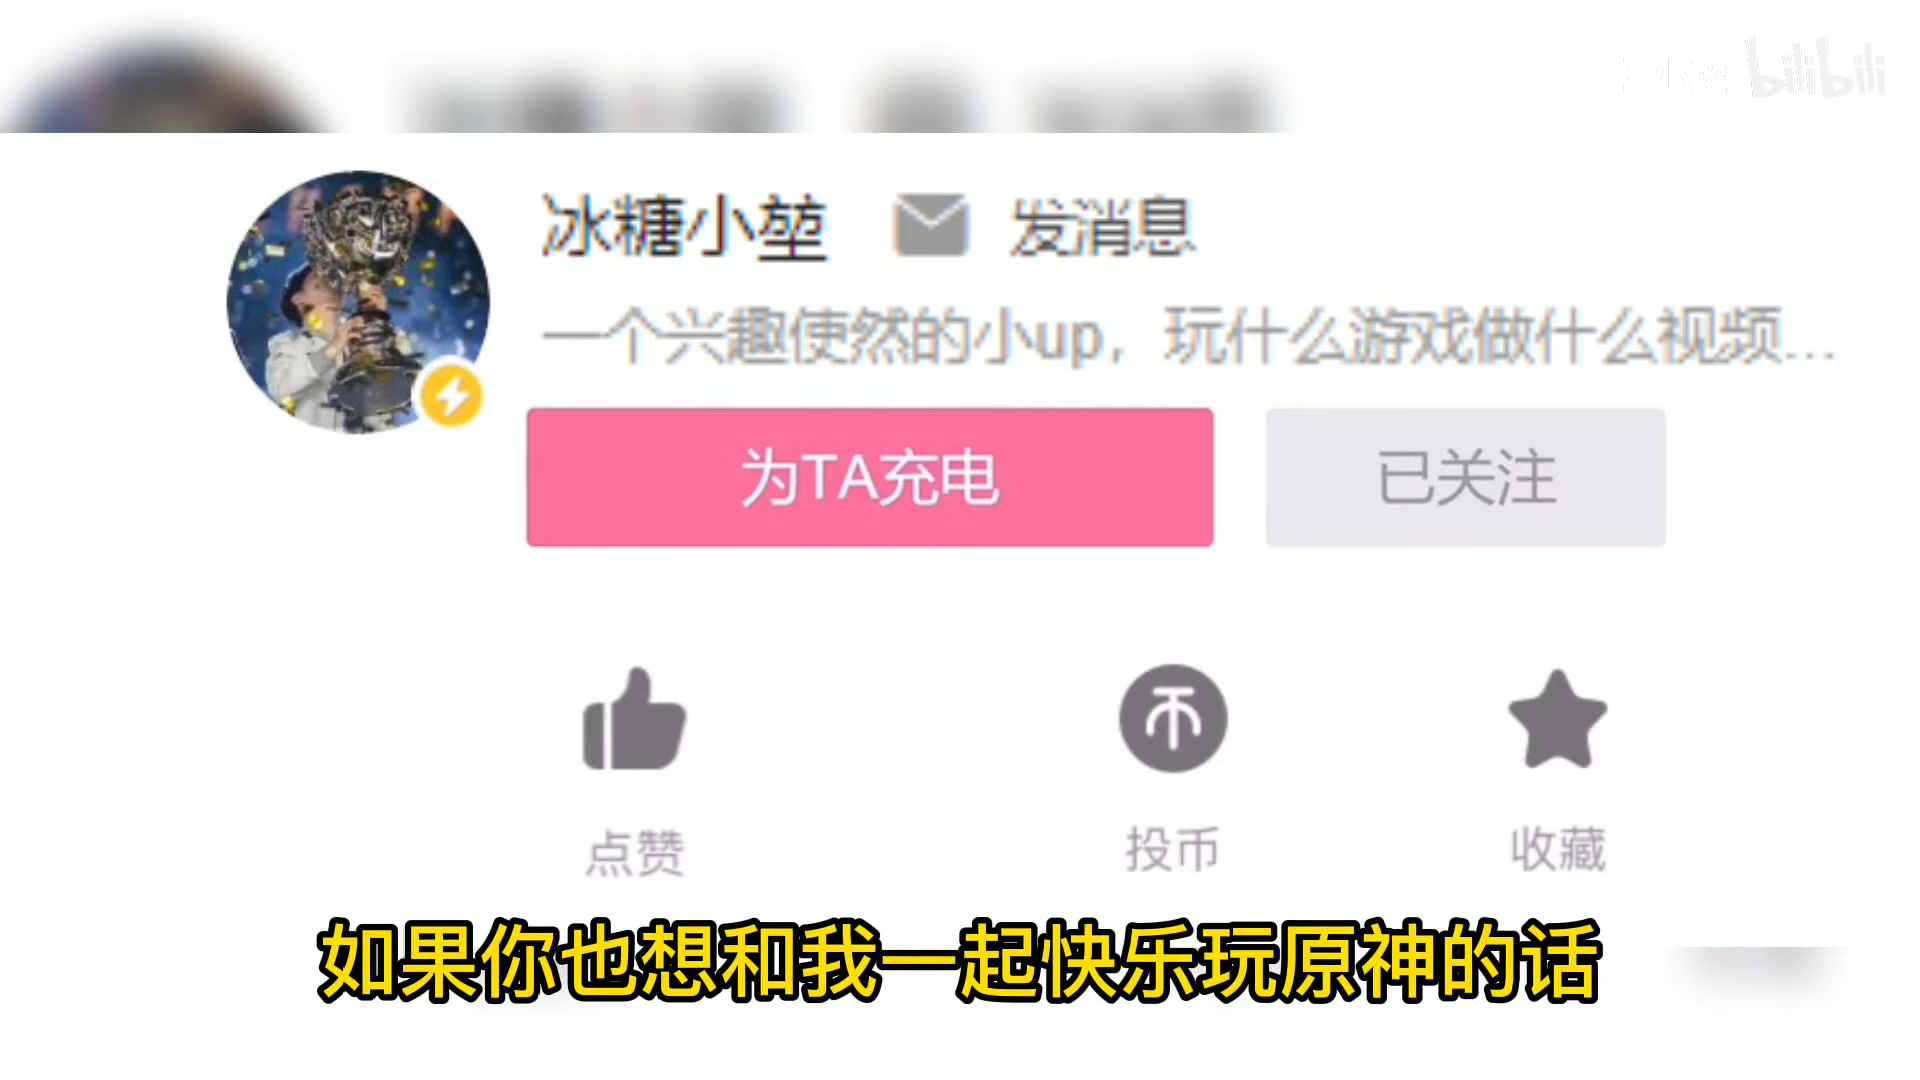 bilibili
冰糖小堃
发消息
一个兴趣使然的小up，玩什么游戏做什么视频...
为TA充电
已关注
点赞
投币
收藏
如果你也想和我一起快乐玩原神的话